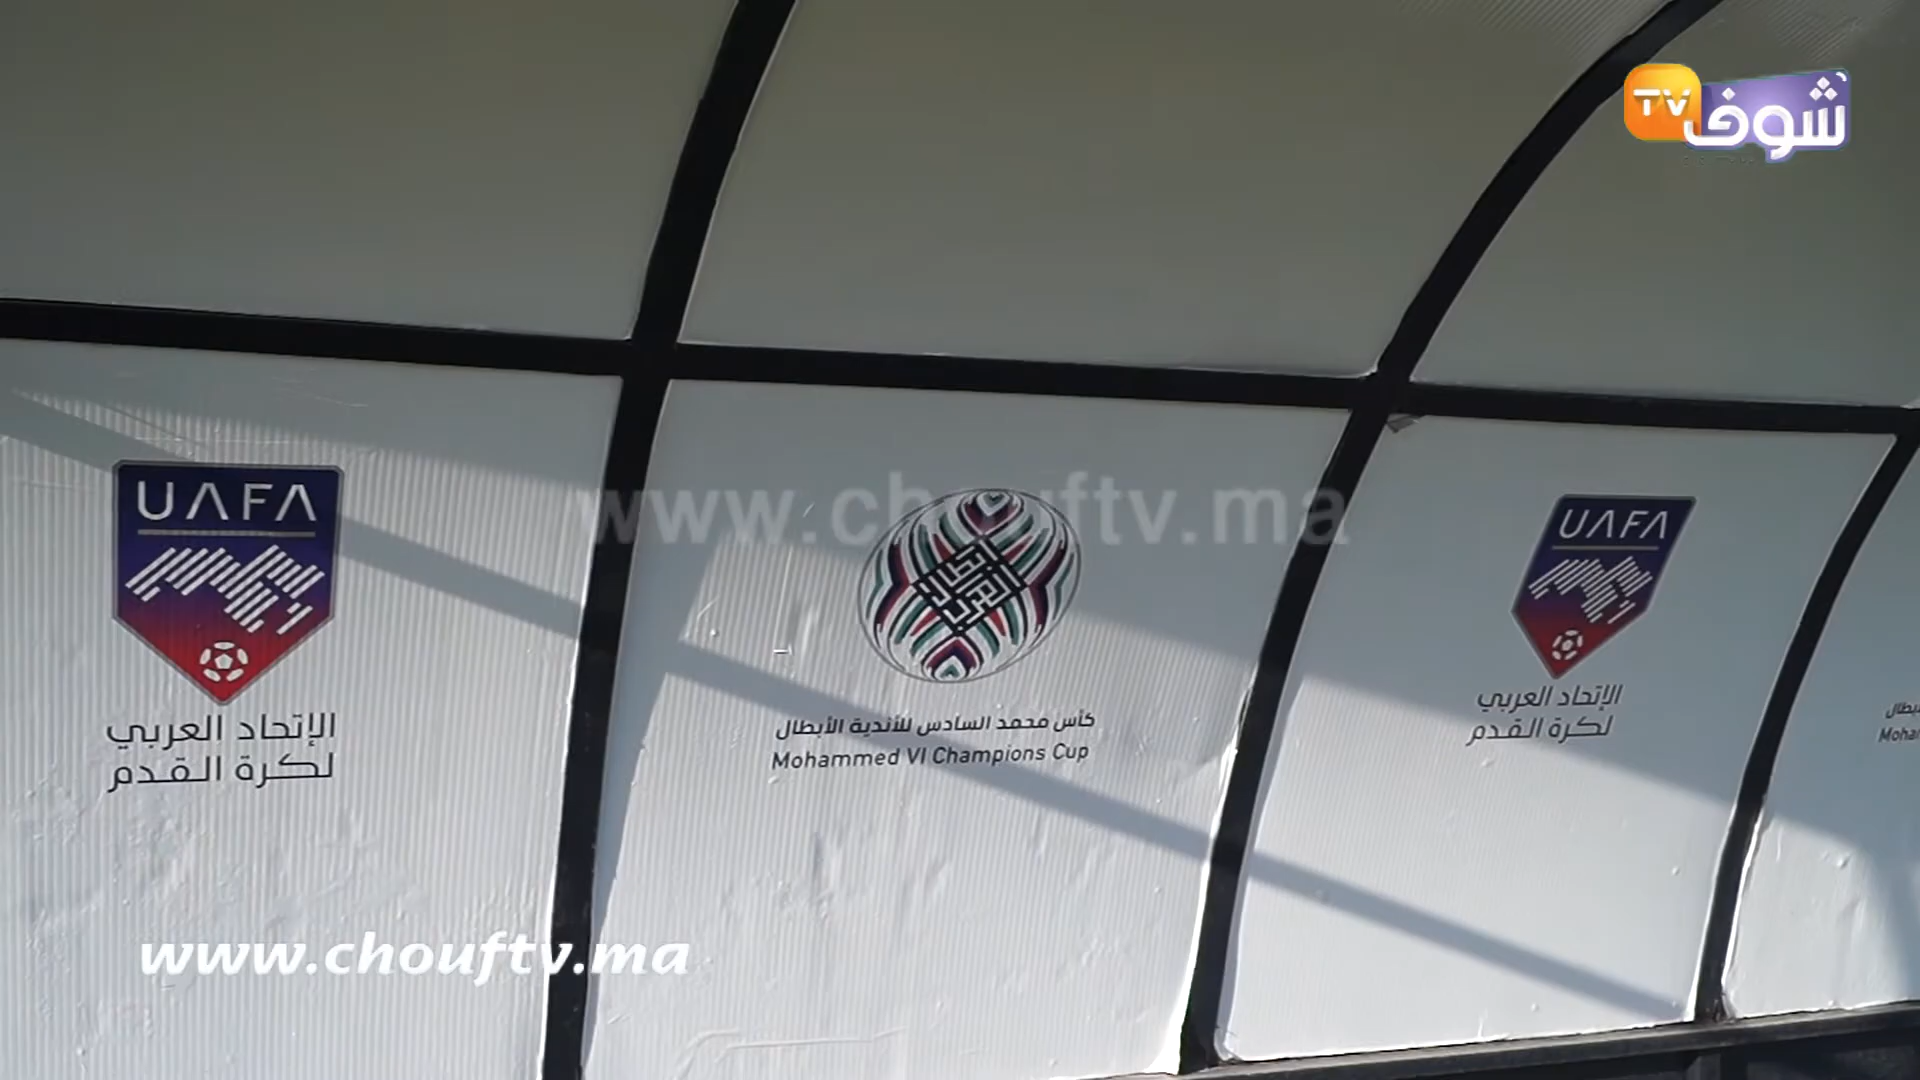 TV شوف
UAFA
الإتحاد العربي
لكرة القدم
www.chouftv.ma
كأس محمد السادس للأندية الأبطال
Mohammed VI Champions Cup
UAFA
الإتحاد العربي
لكرة القدم
www.chouftv.ma